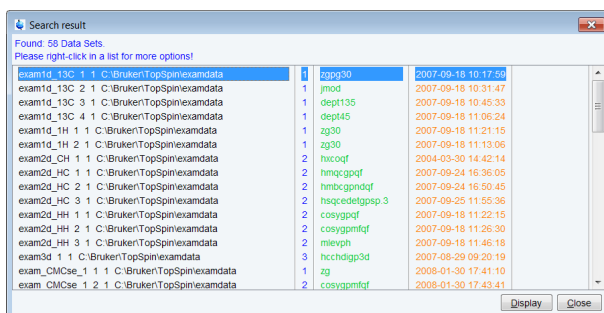 Search result
Found: 58 Data Sets.
Please right-click in a list for more options!
exam1d_13C 1 1 C:\Bruker\TopSpin\examdata 1 zgpg30 2007-09-18 10:17:59
exam1d_13C 2 1 C:\Bruker\TopSpin\examdata 1 jmod 2007-09-18 10:31:47
exam1d_13C 3 1 C:\Bruker\TopSpin\examdata 1 dept135 2007-09-18 10:45:33
exam1d_13C 4 1 C:\Bruker\TopSpin\examdata 1 dept45 2007-09-18 11:06:24
exam1d_1H 1 1 C:\Bruker\TopSpin\examdata 1 zg30 2007-09-18 11:21:15
exam1d_1H 2 1 C:\Bruker\TopSpin\examdata 1 zg30 2007-09-18 11:13:06
exam2d_CH 1 1 C:\Bruker\TopSpin\examdata 2 hxcoqf 2004-03-30 14:42:14
exam2d_HC 1 1 C:\Bruker\TopSpin\examdata 2 hmqcgpqf 2007-09-24 16:36:05
exam2d_HC 2 1 C:\Bruker\TopSpin\examdata 2 hmbcgpndqf 2007-09-24 16:50:45
exam2d_HC 3 1 C:\Bruker\TopSpin\examdata 2 hsqcedetgpsp.3 2007-09-25 11:55:36
exam2d_HH 1 1 C:\Bruker\TopSpin\examdata 2 cosygpqf 2007-09-18 11:22:15
exam2d_HH 2 1 C:\Bruker\TopSpin\examdata 2 cosygpmfqf 2007-09-18 11:26:30
exam2d_HH 3 1 C:\Bruker\TopSpin\examdata 2 mlevph 2007-09-18 11:46:18
exam3d 1 1 C:\Bruker\TopSpin\examdata 3 hcchdigp3d 2007-08-29 09:20:19
exam_CMCse_1 1 1 C:\Bruker\TopSpin\examdata 1 zg 2008-01-30 17:41:10
exam_CMCse_1 2 1 C:\Bruker\TopSpin\examdata 2 cosygpmfqf 2008-01-30 17:43:41
Display Close